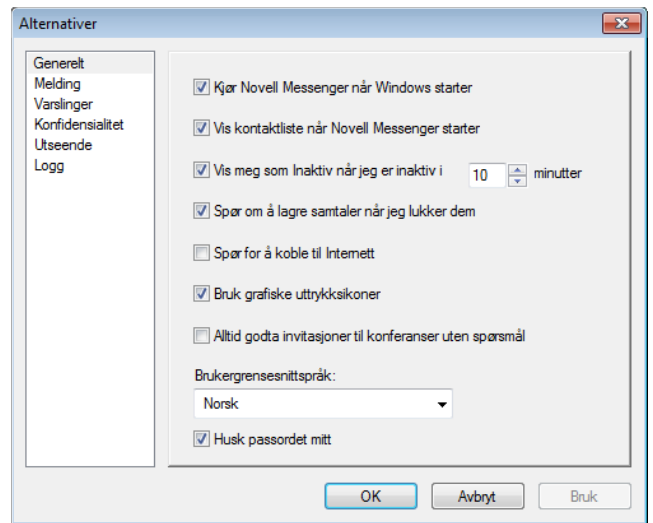 Alternativer
Generelt
Melding
Varslinger
Konfidensialitet
Utseende
Logg
Kjør Novell Messenger når Windows starter
Vis kontaktliste når Novell Messenger starter
Vis meg som Inaktiv når jeg er inaktiv i 10 minutter
Spør om å lagre samtaler når jeg lukker dem
Spør for å koble til Internett
Bruk grafiske uttrykksikoner
Alltid godta invitasjoner til konferanser uten spørsmål
Brukergrensesnittspråk:
Norsk
Husk passordet mitt
OK Avbryt Bruk